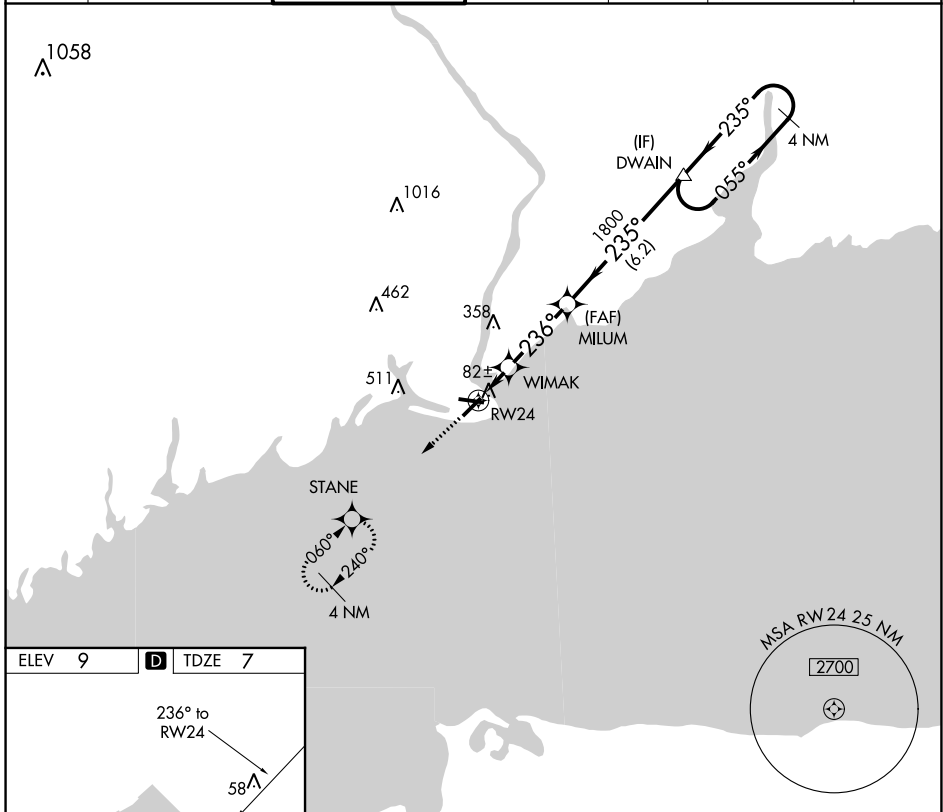 1058
235°
4 NM
(IF)
DWAIN
055°
1016
1800
235°
(6.2)
462
358
(FAF)
MILUM
236°
511
82±
WIMAK
RW24
STANE
060°
240°
4 NM
MSA RW24 25 NM
2700
ELEV 9
D
TDZE 7
236° to
RW24
58